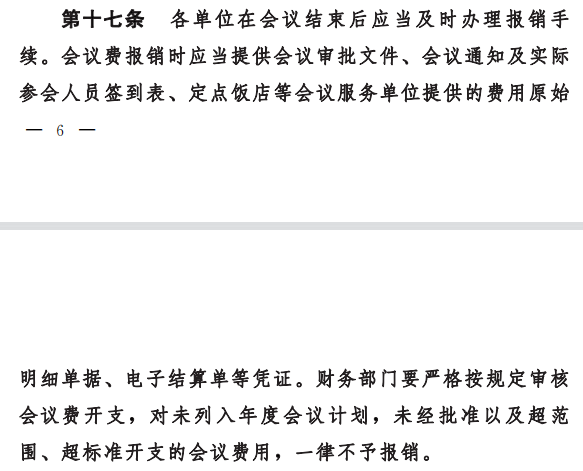 第十七条　各单位在会议结束后应当及时办理报销手
续。会议费报销时应当提供会议审批文件、会议通知及实际
参会人员签到表、定点饭店等会议服务单位提供的费用原始
— 6 —
明细单据、电子结算单等凭证。财务部门要严格按规定审核
会议费开支，对未列入年度会议计划，未经批准以及超范
围、超标准开支的会议费用，一律不予报销。